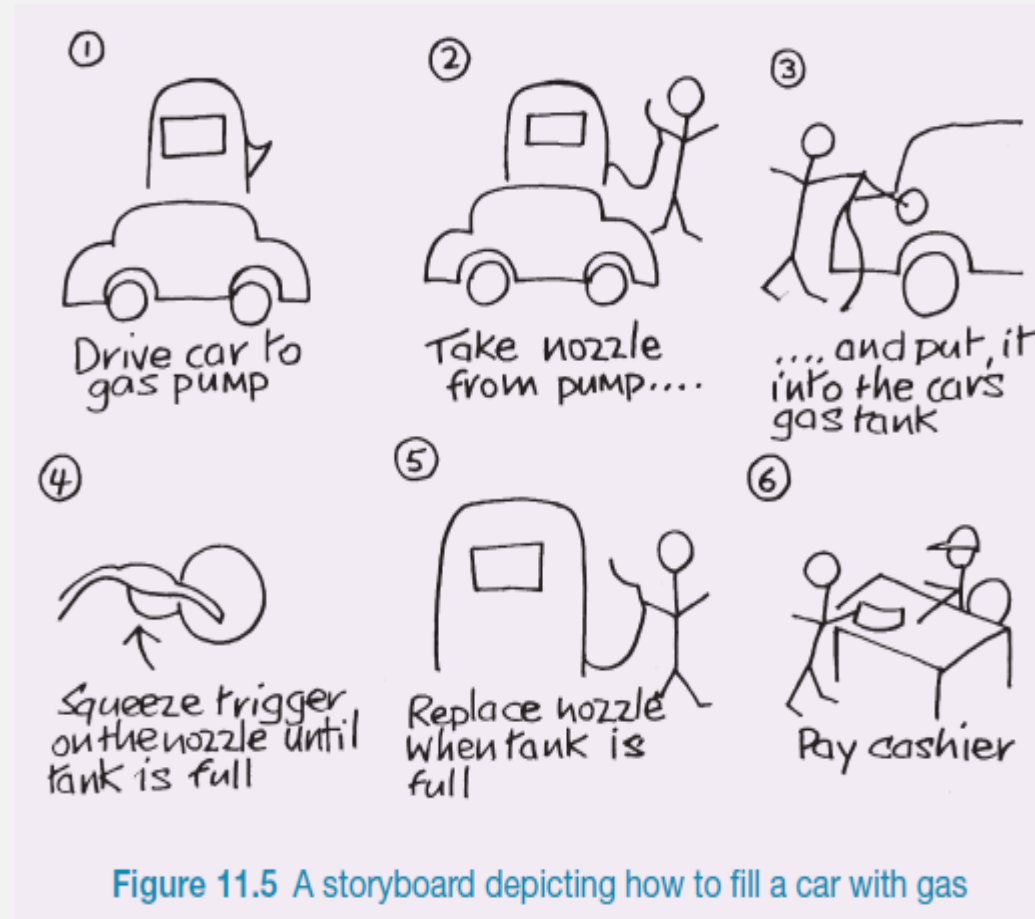 ①
Drive car to
gas pump
②
Take nozzle
from pump....
③
.... and put it
into the cars
gas tank
④
Squeeze trigger
on the nozzle until
tank is full
⑤
Replace nozzle
when tank is
full
⑥
Pay cashier
Figure 11.5 A storyboard depicting how to fill a car with gas